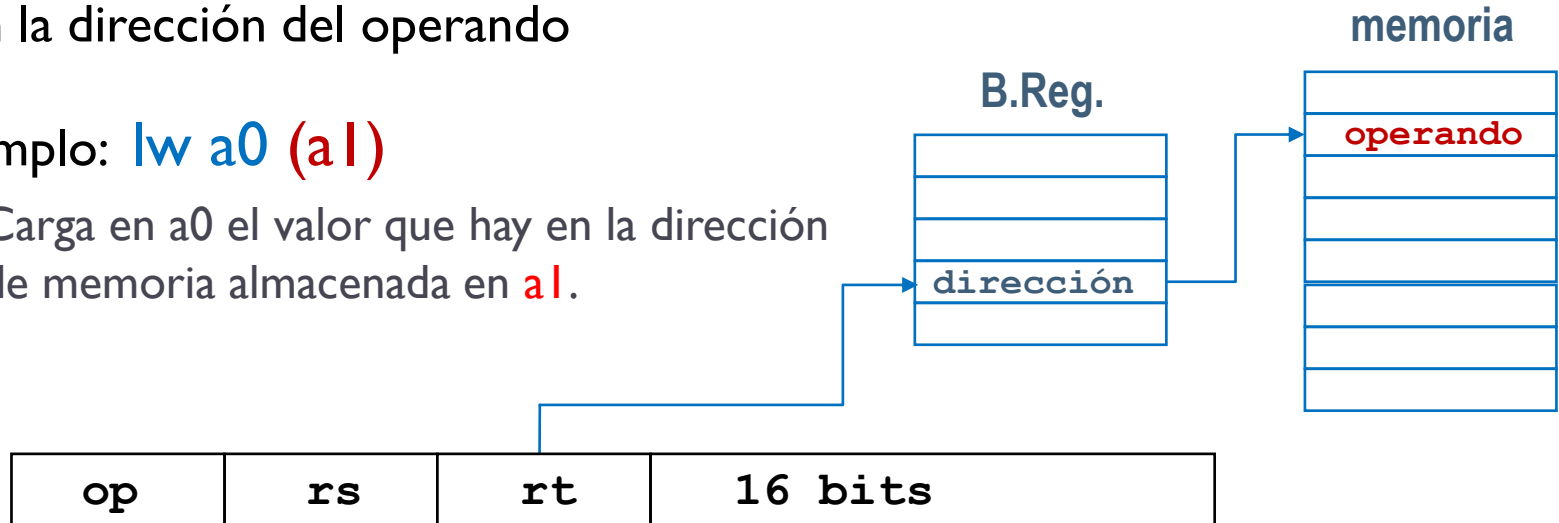 la dirección del operando
memoria
B.Reg.
operando
mplo: lw a0 (a1)
Carga en a0 el valor que hay en la dirección
de memoria almacenada en a1.
dirección
op rs rt 16 bits